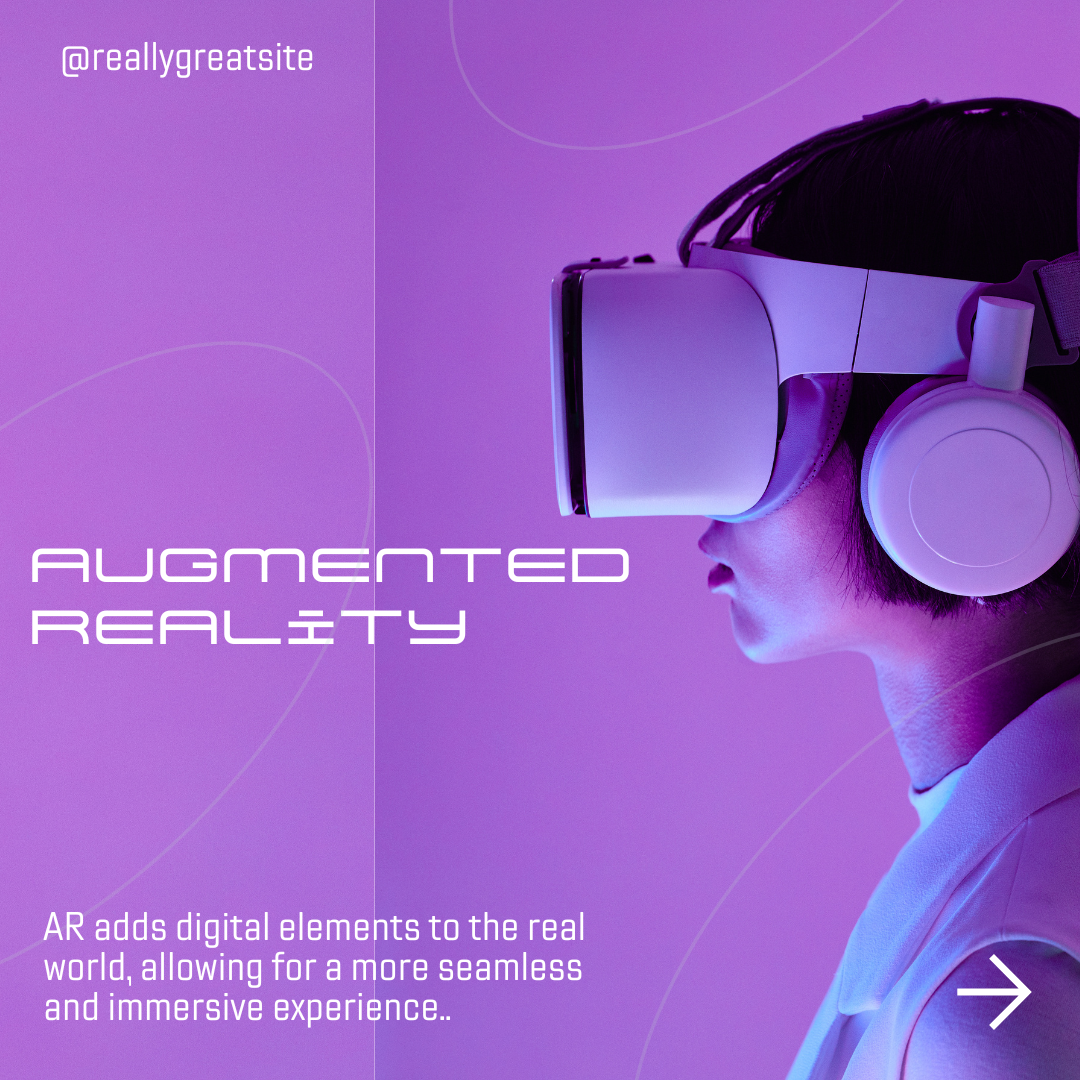 @reallygreatsite
AUGMENTED
REALITY
AR adds digital elements to the real
world, allowing for a more seamless
and immersive experience..